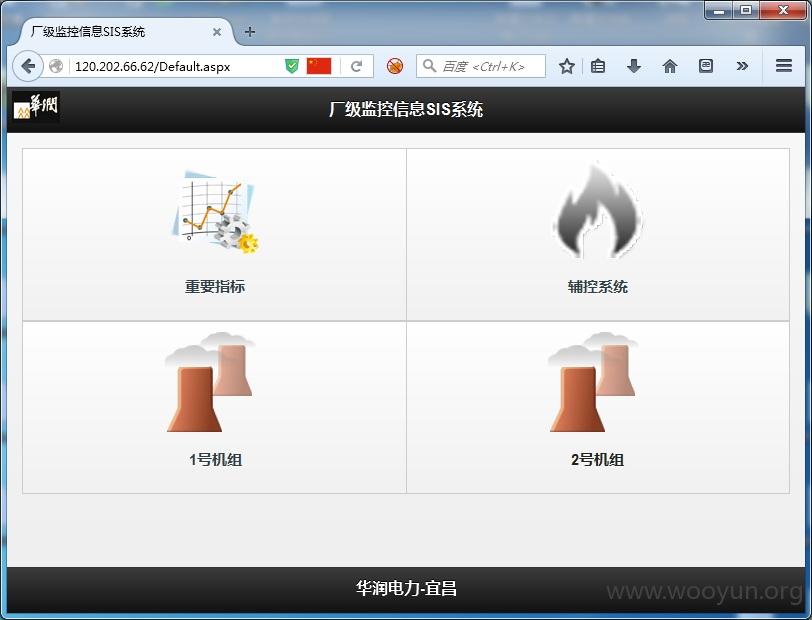 厂级监控信息SIS系统
120.202.66.62/Default.aspx
百度 <Ctrl+K>
华润
厂级监控信息SIS系统
重要指标
辅控系统
1号机组
2号机组
华润电力-宜昌
www.wooyun.org